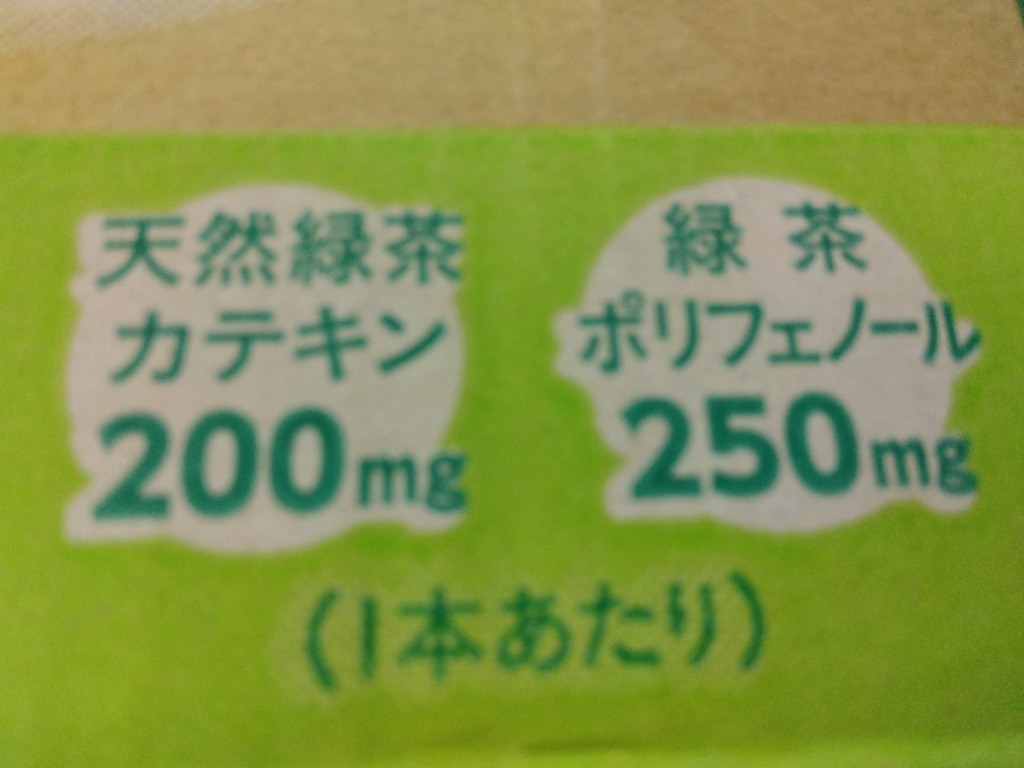 天然緑茶
カテキン
200mg
緑茶
ポリフェノール
250mg
(1本あたり)